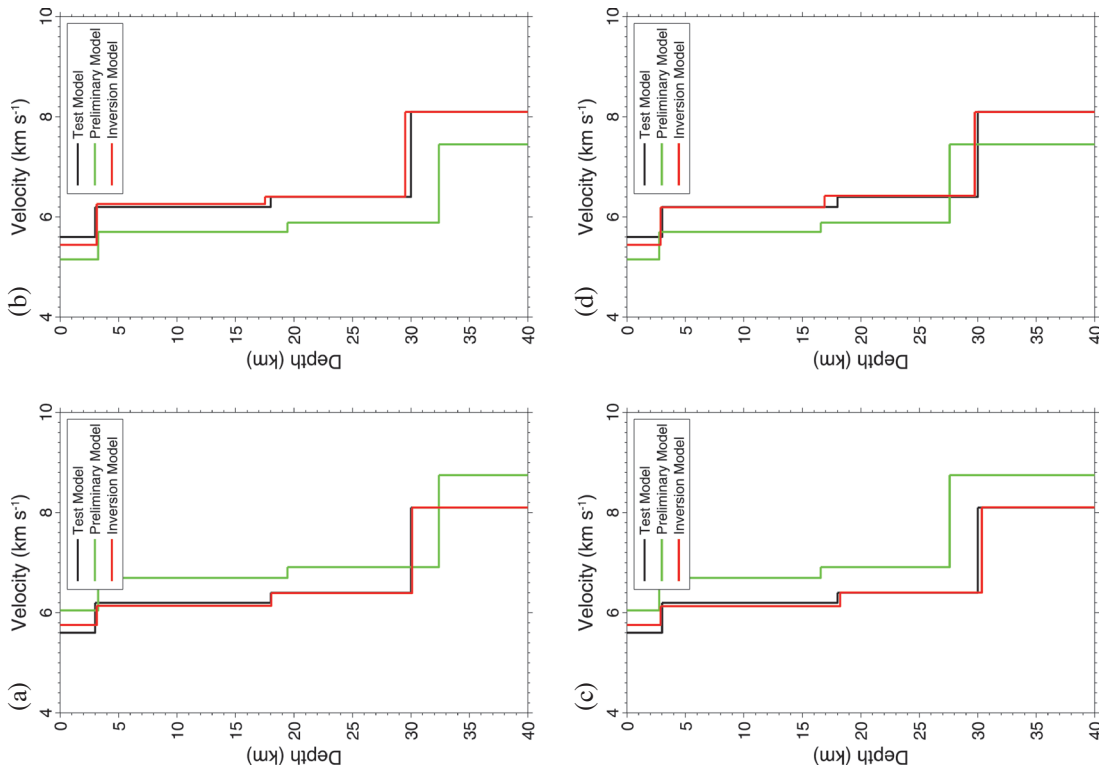 (a)
Velocity (km s⁻¹)
4 6 8 10
Depth (km)
0
5
10
15
20
25
30
35
40
Test Model
Preliminary Model
Inversion Model
(b)
Velocity (km s⁻¹)
4 6 8 10
Depth (km)
0
5
10
15
20
25
30
35
40
Test Model
Preliminary Model
Inversion Model
(c)
Velocity (km s⁻¹)
4 6 8 10
Depth (km)
0
5
10
15
20
25
30
35
40
Test Model
Preliminary Model
Inversion Model
(d)
Velocity (km s⁻¹)
4 6 8 10
Depth (km)
0
5
10
15
20
25
30
35
40
Test Model
Preliminary Model
Inversion Model